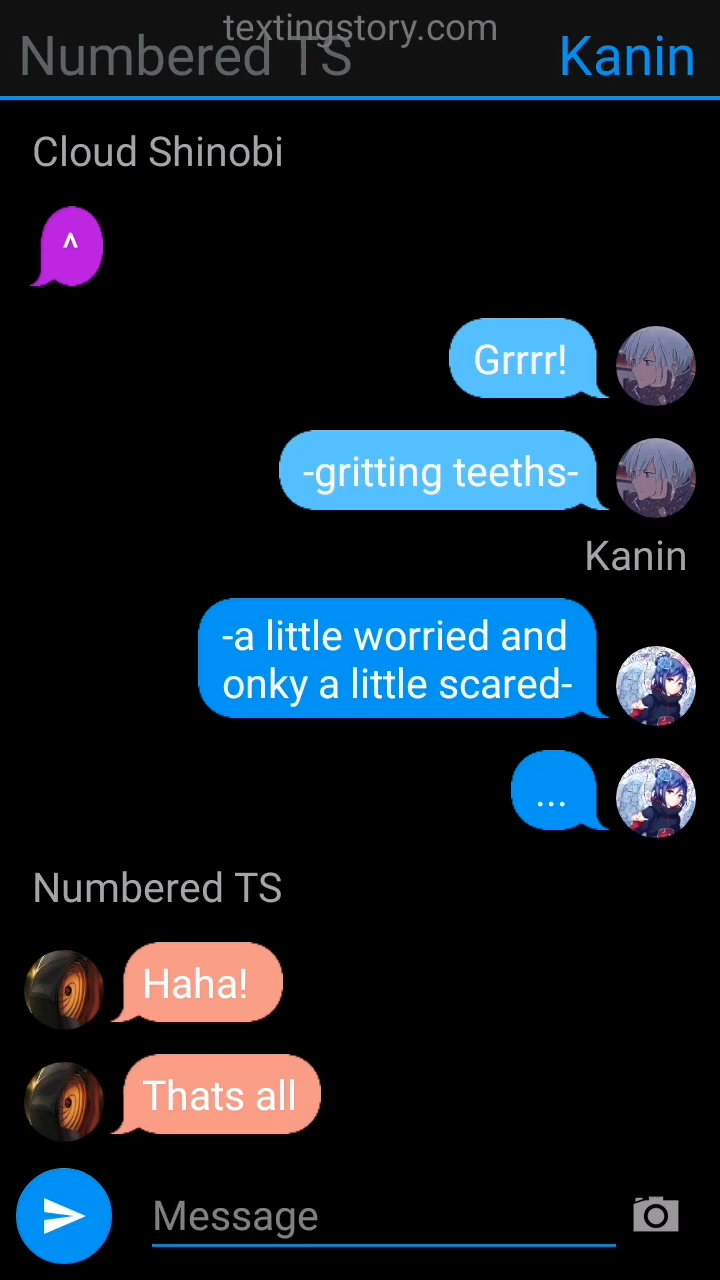 textingstory.com
Numbered TS
Kanin
Cloud Shinobi
^
Grrrr!
-gritting teeths-
Kanin
-a little worried and
onky a little scared-
...
Numbered TS
Haha!
Thats all
Message